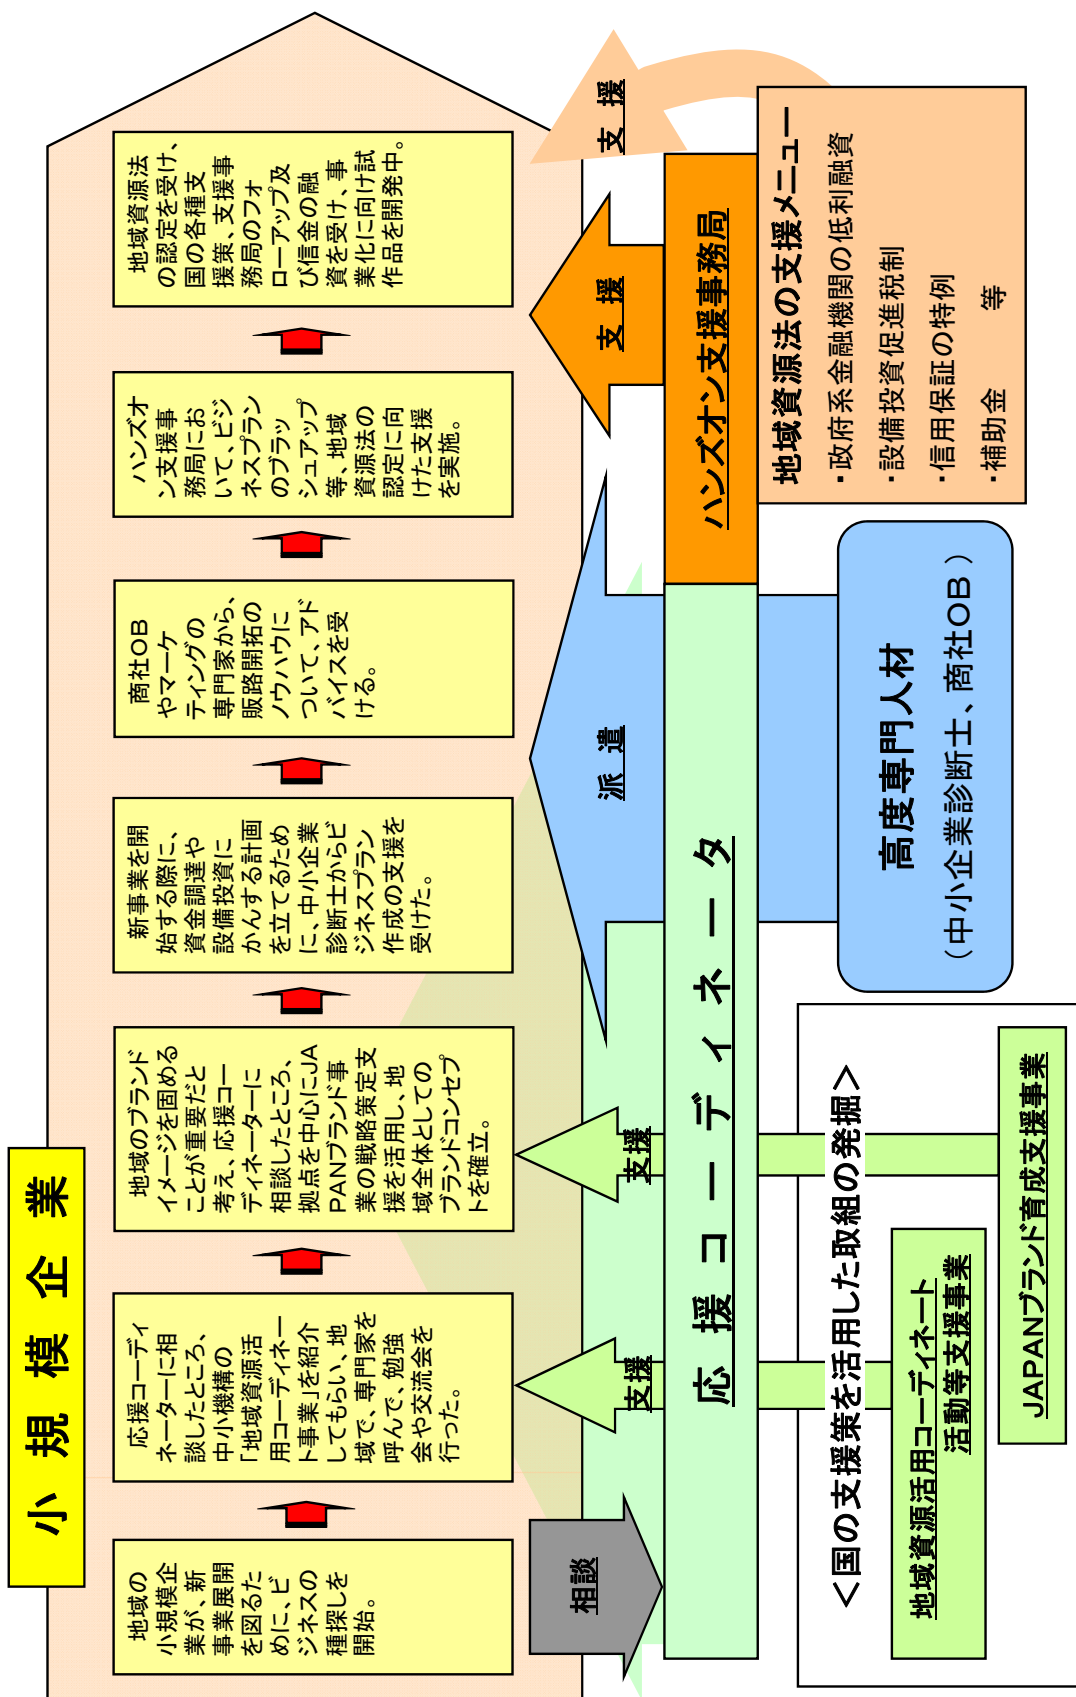 小規模企業
地域の
小規模企
業が、新
事業展開
を図るた
めに、ビ
ジネスの
種探しを
開始。
応援コーディ
ネーターに相
談したところ、
中小機構の
「地域資源活
用コーディネー
ト事業」を紹介
してもらい、地
域で、専門家を
呼んで、勉強
会や交流会を
行った。
地域のブランド
イメージを固める
ことが重要だと
考え、応援コー
ディネーターに
相談したところ、
拠点を中心にJA
PANブランド事
業の戦略策定支
援を活用し、地
域全体としての
ブランドコンセプ
トを確立。
新事業を開
始する際に、
資金調達や
設備投資に
かんする計画
を立てるため
に、中小企業
診断士からビ
ジネスプラン
作成の支援を
受けた。
商社OB
やマーケ
ティングの
専門家から、
販路開拓の
ノウハウに
ついて、アド
バイスを受
ける。
ハンズオ
ン支援事
務局にお
いて、ビジ
ネスプラン
のブラッ
シュアップ
等、地域
資源法の
認定に向
けた支援
を実施。
地域資源法
の認定を受け、
国の各種支
援策、支援事
務局のフォ
ローアップ及
び信金の融
資を受け、事
業化に向け試
作品を開発中。
相談
支援
支援
派遣
支援
支援
応援コーディネータ
ハンズオン支援事務局
<国の支援策を活用した取組の発掘>
地域資源活用コーディネート
活動等支援事業
JAPANブランド育成支援事業
高度専門人材
(中小企業診断士、商社OB)
地域資源法の支援メニュー
・政府系金融機関の低利融資
・設備投資促進税制
・信用保証の特例
・補助金 等